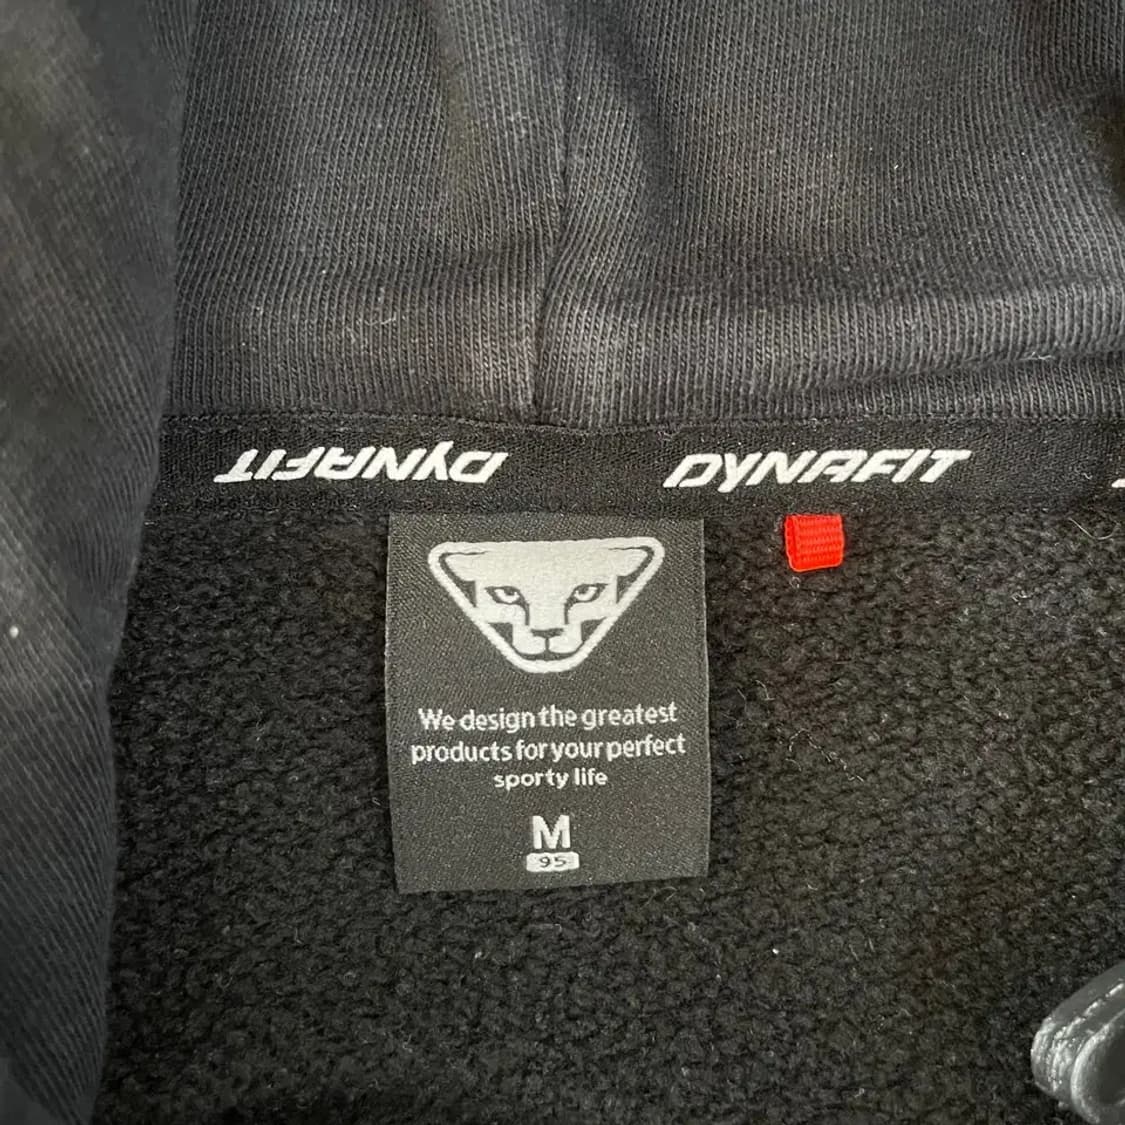 DYNAFIT
DYNAFIT
We design the greatest
products for your perfect
sporty life
M
95